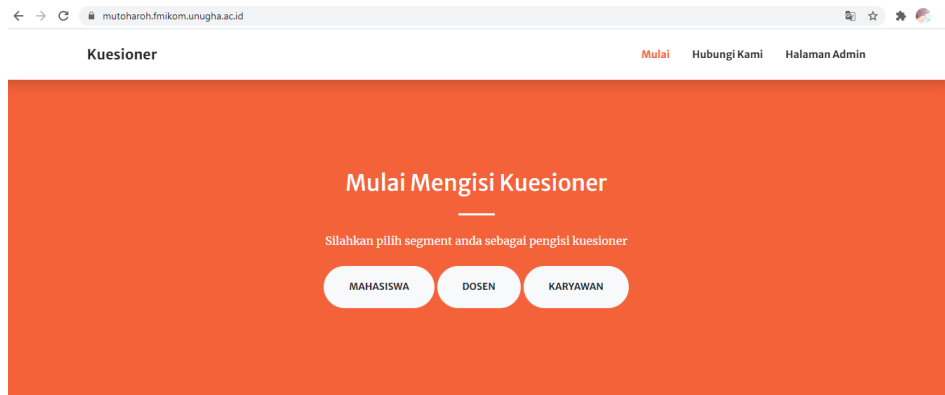 mutoharoh.fmikom.unugha.ac.id
Kuesioner
Mulai Hubungi Kami Halaman Admin
Mulai Mengisi Kuesioner
Silahkan pilih segment anda sebagai pengisi kuesioner
MAHASISWA DOSEN KARYAWAN